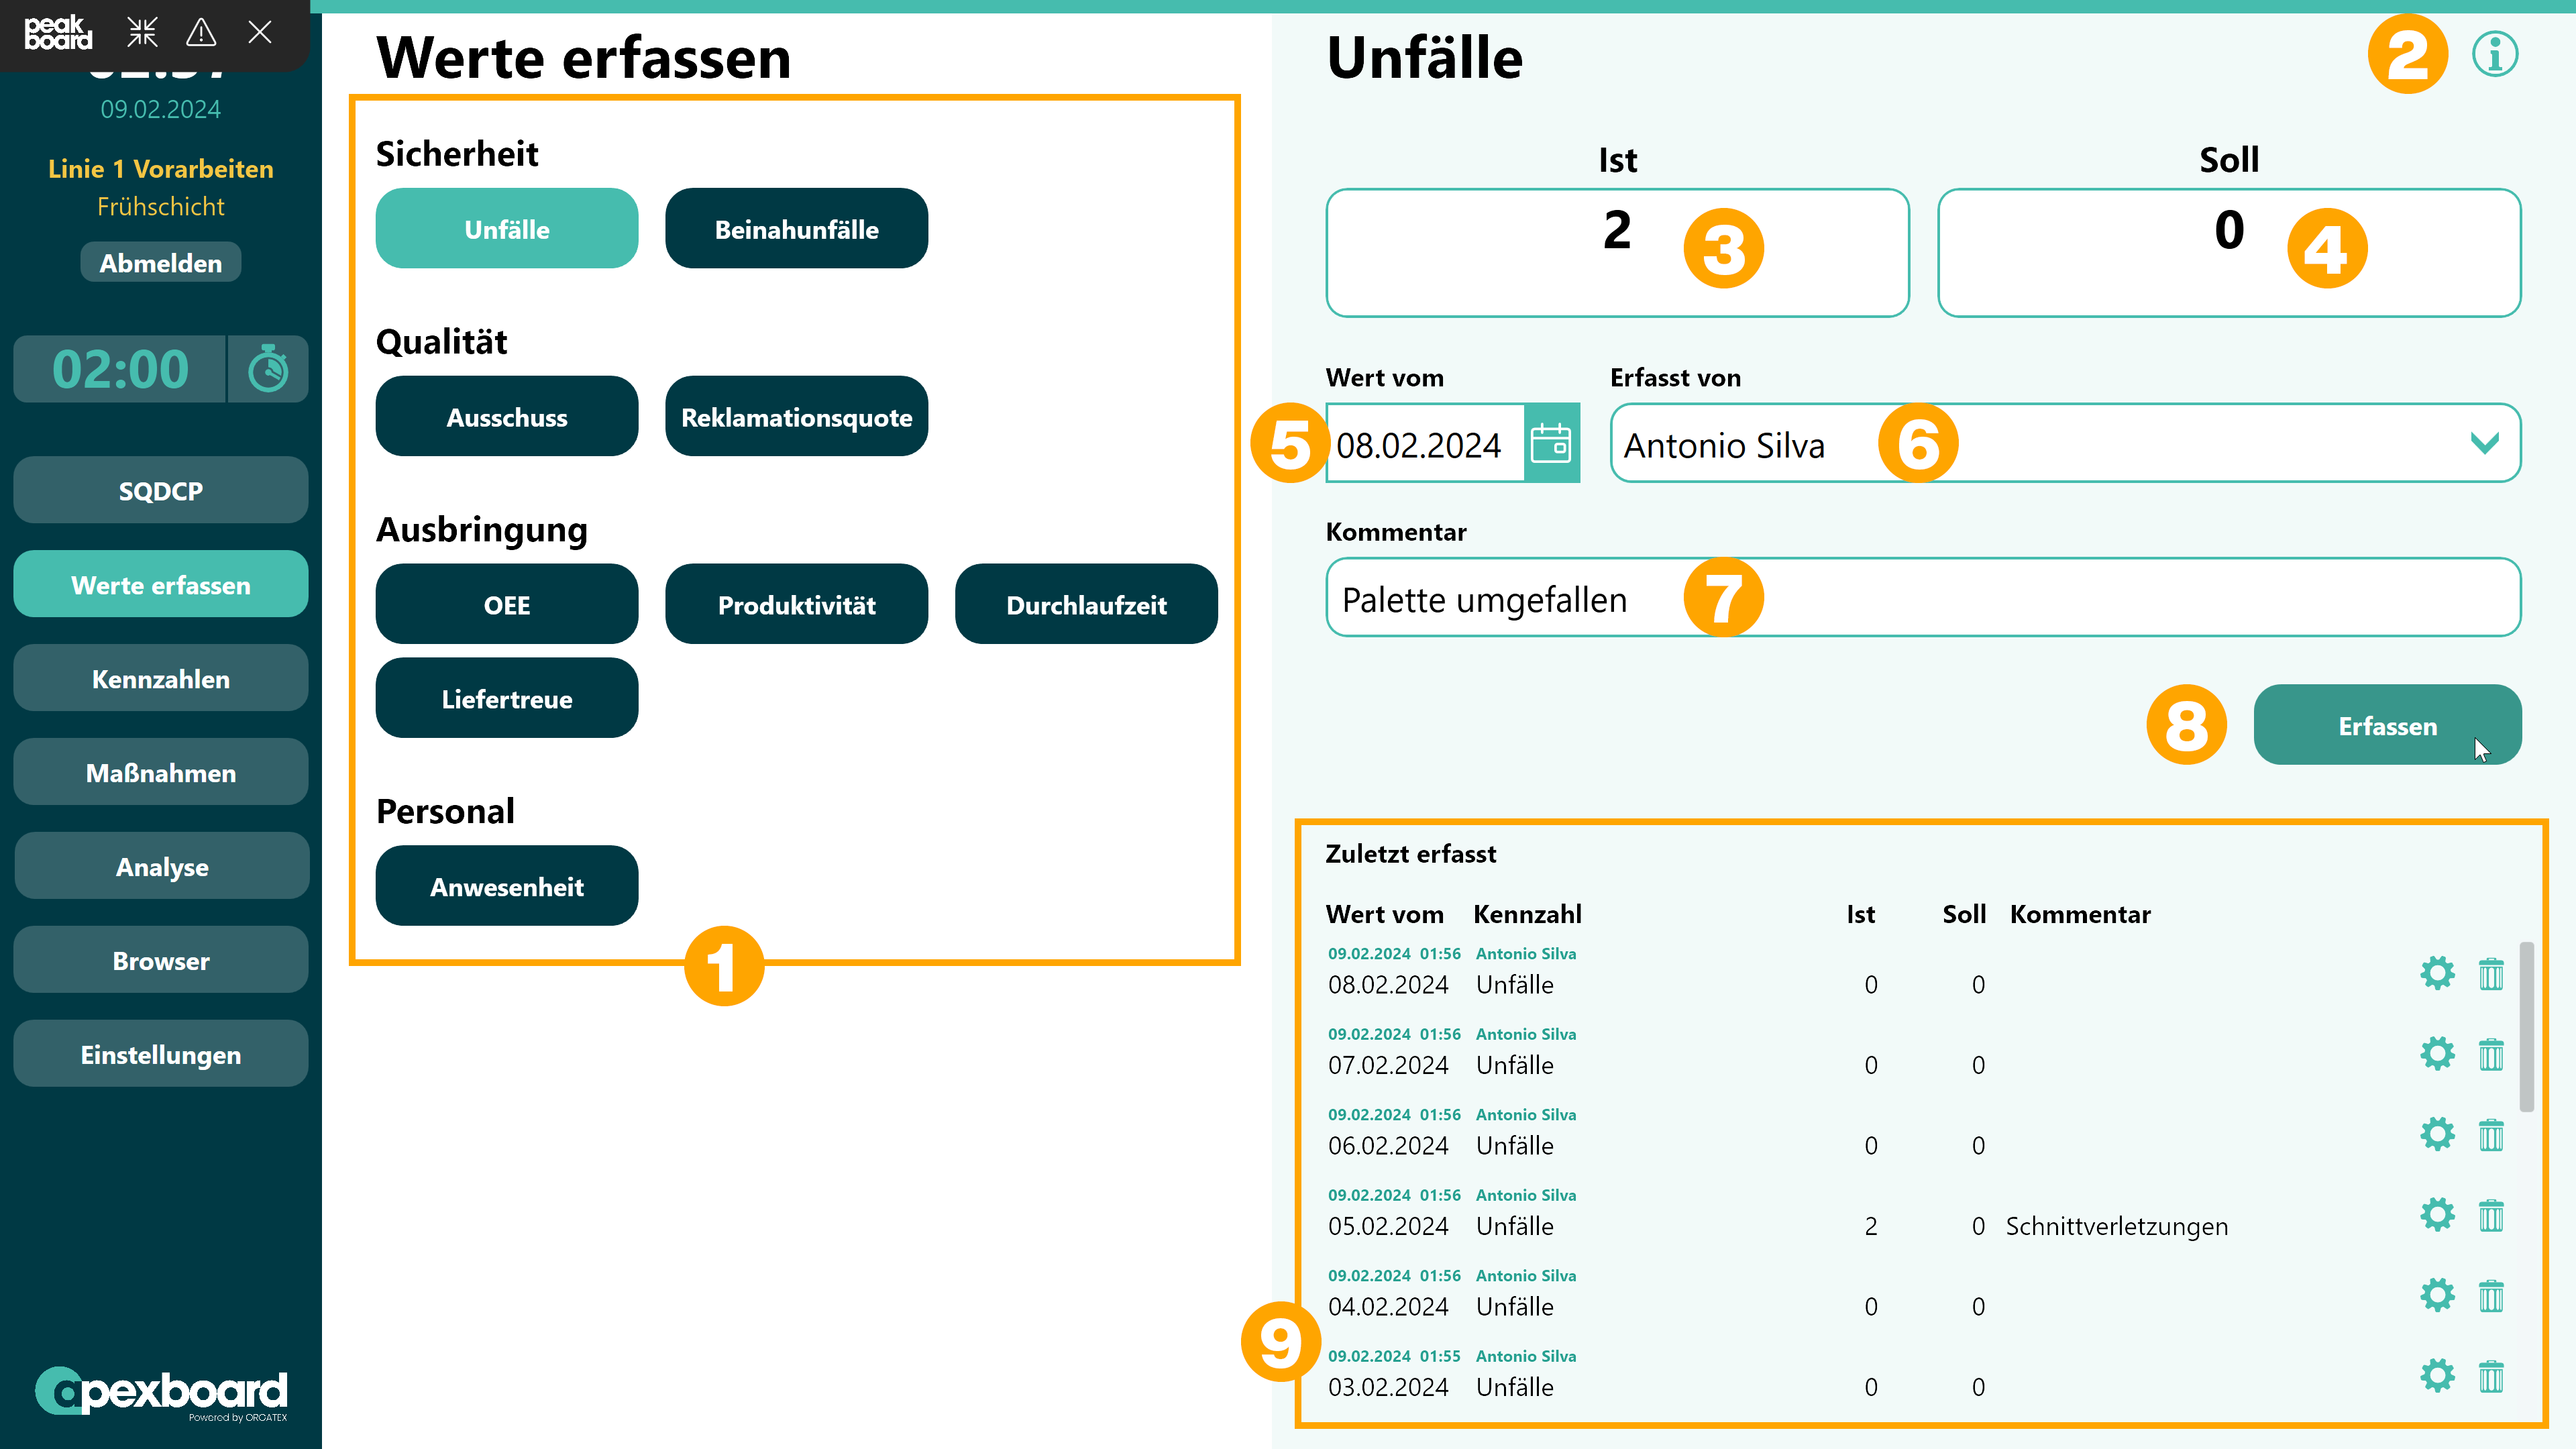 peak
board
09.02.2024
Linie 1 Vorarbeiten
Frühschicht
Abmelden
02:00
SQDCP
Werte erfassen
Kennzahlen
Maßnahmen
Analyse
Browser
Einstellungen
apexboard
Powered by ORCATEX
Werte erfassen
Sicherheit
Unfälle Beinahunfälle
Qualität
Ausschuss Reklamationsquote
Ausbringung
OEE Produktivität Durchlaufzeit
Liefertreue
Personal
Anwesenheit
1
Unfälle 2
Ist Soll
2 3 0 4
Wert vom Erfasst von
5 08.02.2024 Antonio Silva 6
Kommentar
Palette umgefallen 7
8 Erfassen
Zuletzt erfasst
Wert vom Kennzahl Ist Soll Kommentar
09.02.2024 01:56 Antonio Silva
08.02.2024 Unfälle 0 0
09.02.2024 01:56 Antonio Silva
07.02.2024 Unfälle 0 0
09.02.2024 01:56 Antonio Silva
06.02.2024 Unfälle 0 0
09.02.2024 01:56 Antonio Silva
05.02.2024 Unfälle 2 0 Schnittverletzungen
09.02.2024 01:56 Antonio Silva
04.02.2024 Unfälle 0 0
9
09.02.2024 01:55 Antonio Silva
03.02.2024 Unfälle 0 0